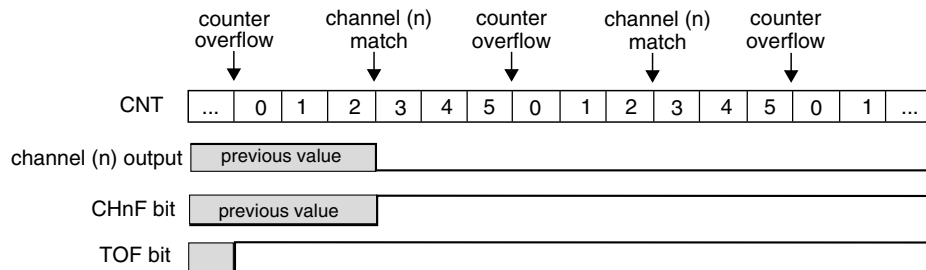 counter overflow
channel (n) match
counter overflow
channel (n) match
counter overflow
CNT ... 0 1 2 3 4 5 0 1 2 3 4 5 0 1 ...
channel (n) output previous value
CHnF bit previous value
TOF bit